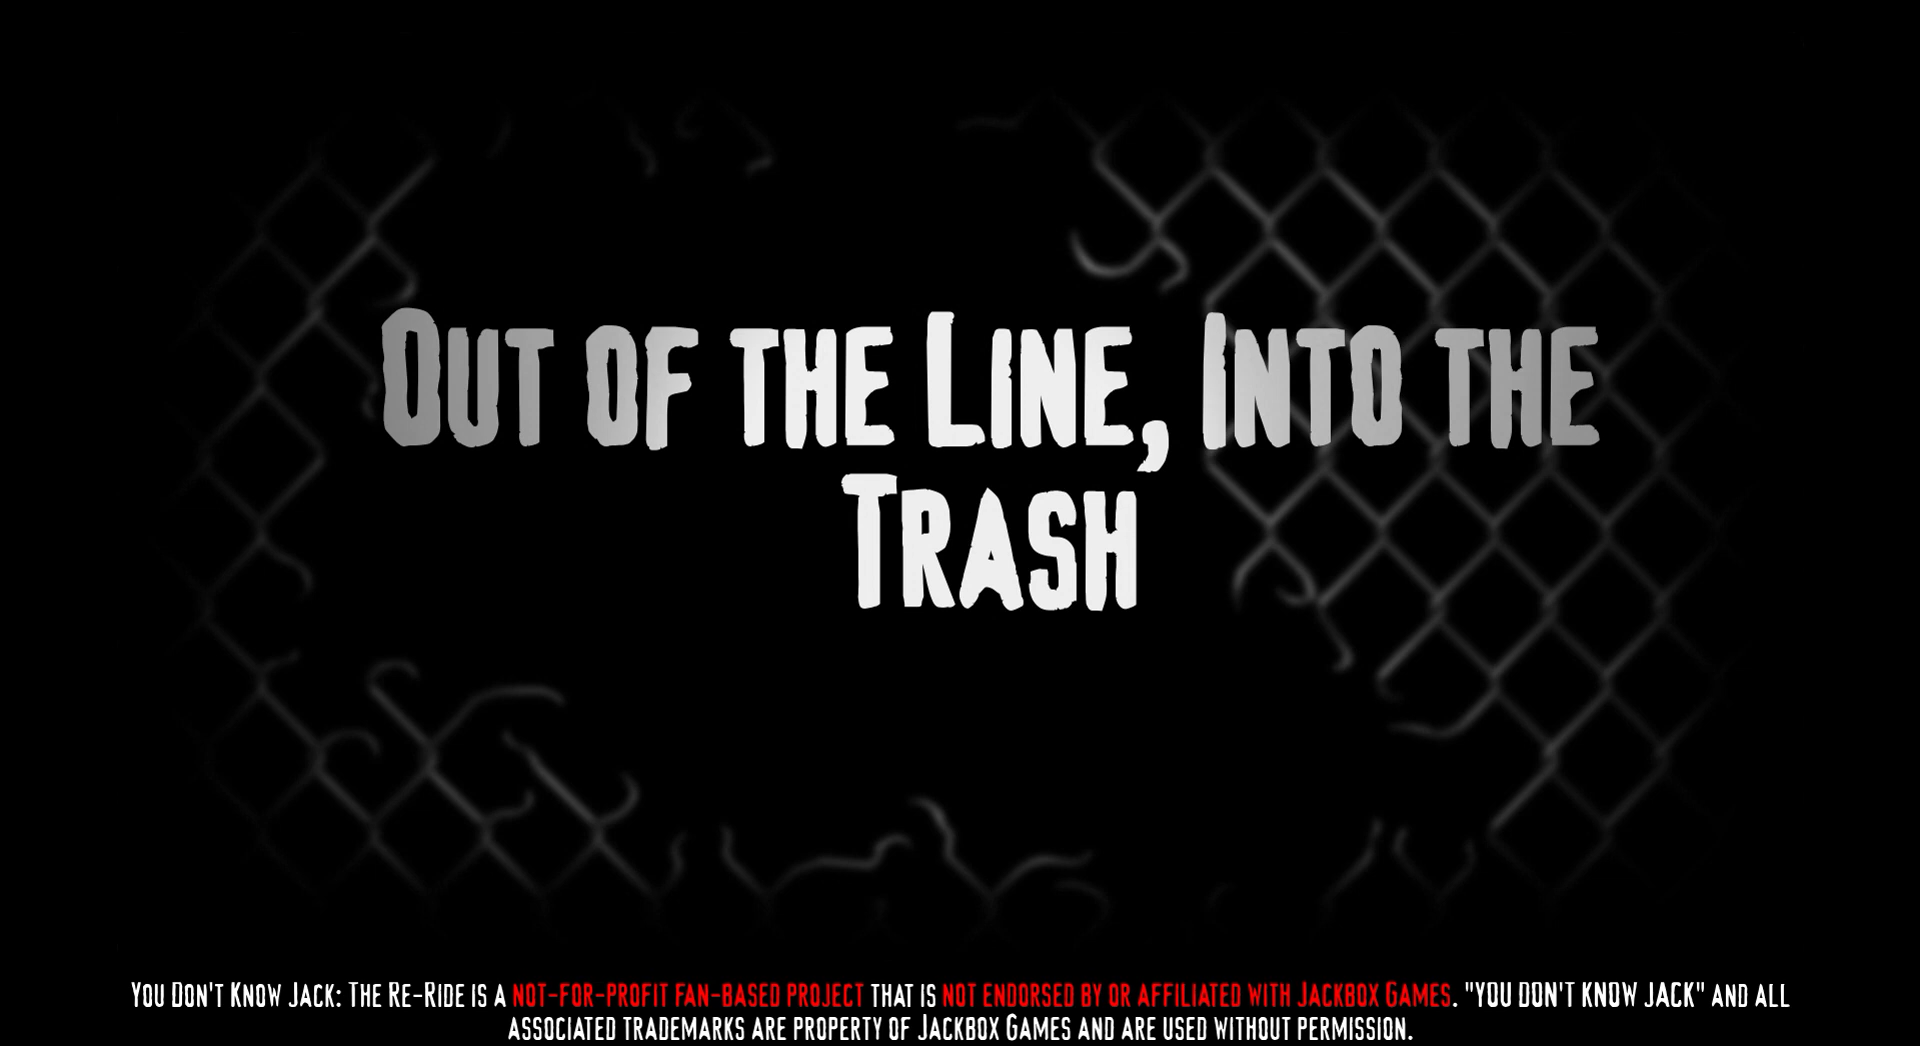 Out of the Line, Into the
Trash
You Don't Know Jack: The Re-Ride is a not-for-profit fan-based project that is not endorsed by or affiliated with Jackbox Games. "YOU DON'T KNOW JACK" and all
associated trademarks are property of Jackbox Games and are used without permission.